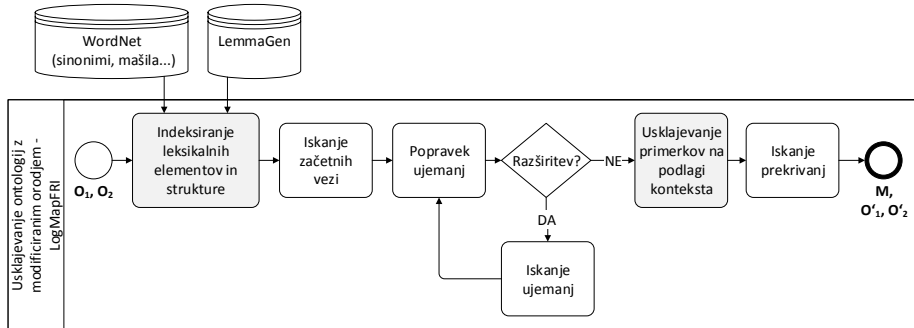 WordNet
(sinonimi, mašila...)
LemmaGen
Usklajevanje ontologij z
modificiranim orodjem -
LogMapFRI
O₁, O₂
Indeksiranje
leksikalnih
elementov in
strukture
Iskanje
začetnih
vezi
Popravek
ujemanj
Razširitev?
NE
DA
Iskanje
ujemanj
Usklajevanje
primerkov na
podlagi
konteksta
Iskanje
prekrivanj
M,
O‘₁, O‘₂